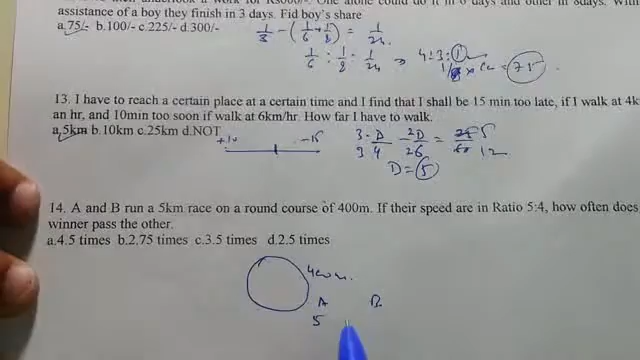 assistance of a boy they finish in 3 days. Fid boy's share
a.75/- b.100/- c.225/- d.300/-
1/3 - (1/6 + 1/8) = 1/24
1/6 : 1/8 : 1/24 ⇒ 4:3:1
= 75
13. I have to reach a certain place at a certain time and I find that I shall be 15 min too late, if I walk at 4k
an hr, and 10min too soon if walk at 6km/hr. How far I have to walk.
a.5km b.10km c.25km d.NOT
+10 -15
D = 5
14. A and B run a 5km race on a round course of 400m. If their speed are in Ratio 5:4, how often does
winner pass the other.
a.4.5 times b.2.75 times c.3.5 times d.2.5 times
400m.
A B
5